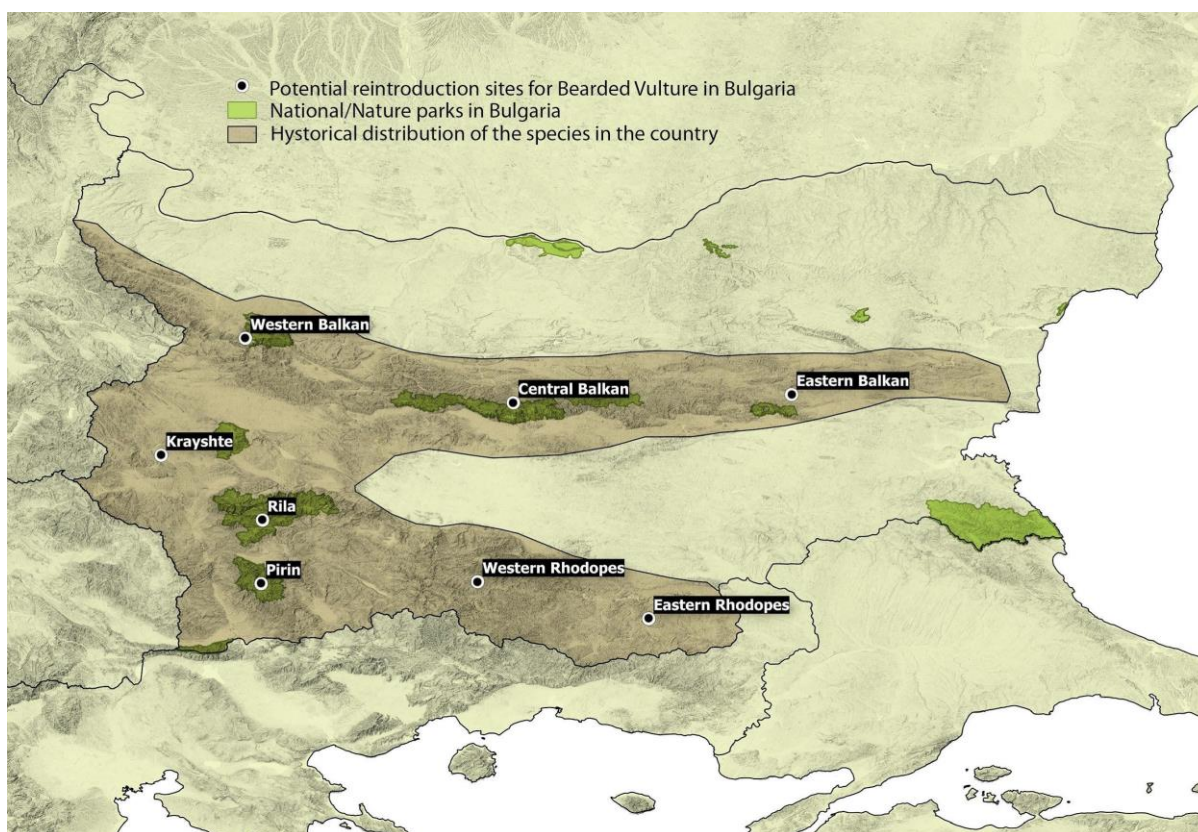 Potential reintroduction sites for Bearded Vulture in Bulgaria
National/Nature parks in Bulgaria
Hystorical distribution of the species in the country
Western Balkan
Central Balkan
Eastern Balkan
Krayshte
Rila
Pirin
Western Rhodopes
Eastern Rhodopes